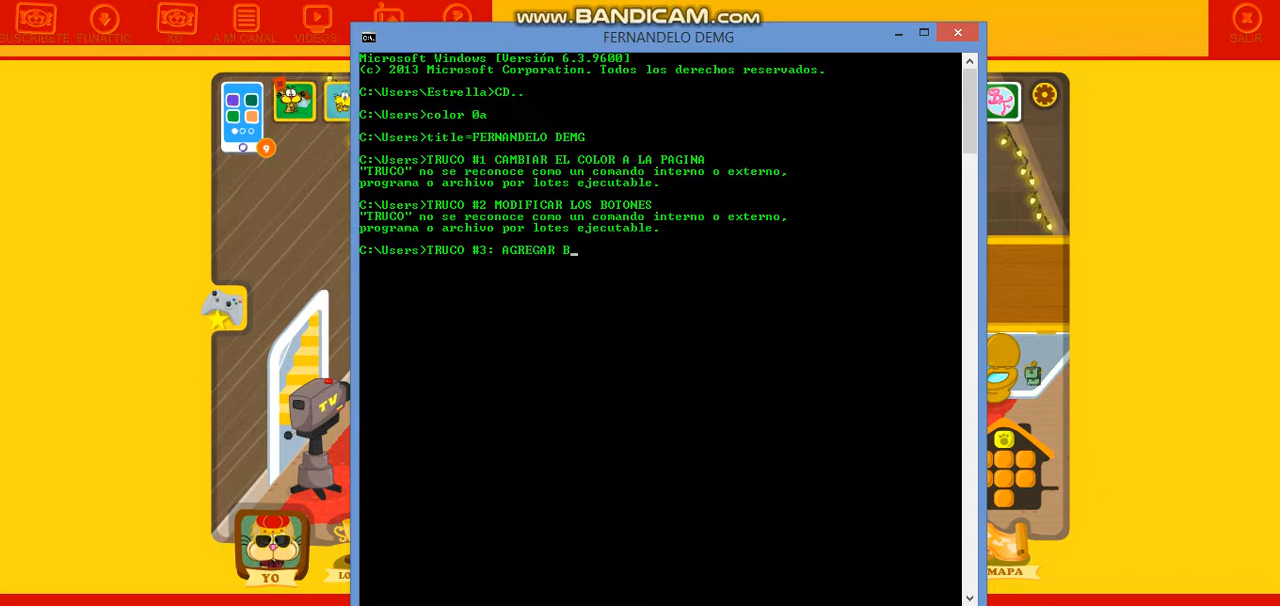 www.BANDICAM.com
SUSCRIBETE
FUNATTIC
XD
A MI CANAL
VIDEOS
SALIR
FERNANDELO DEMG
Microsoft Windows [Versión 6.3.9600]
(c) 2013 Microsoft Corporation. Todos los derechos reservados.
C:\Users\Estrella>CD..
C:\Users>color 0a
C:\Users>title=FERNANDELO DEMG
C:\Users>TRUCO #1 CAMBIAR EL COLOR A LA PAGINA
"TRUCO" no se reconoce como un comando interno o externo,
programa o archivo por lotes ejecutable.
C:\Users>TRUCO #2 MODIFICAR LOS BOTONES
"TRUCO" no se reconoce como un comando interno o externo,
programa o archivo por lotes ejecutable.
C:\Users>TRUCO #3: AGREGAR B_
9
TV
YO
MAPA